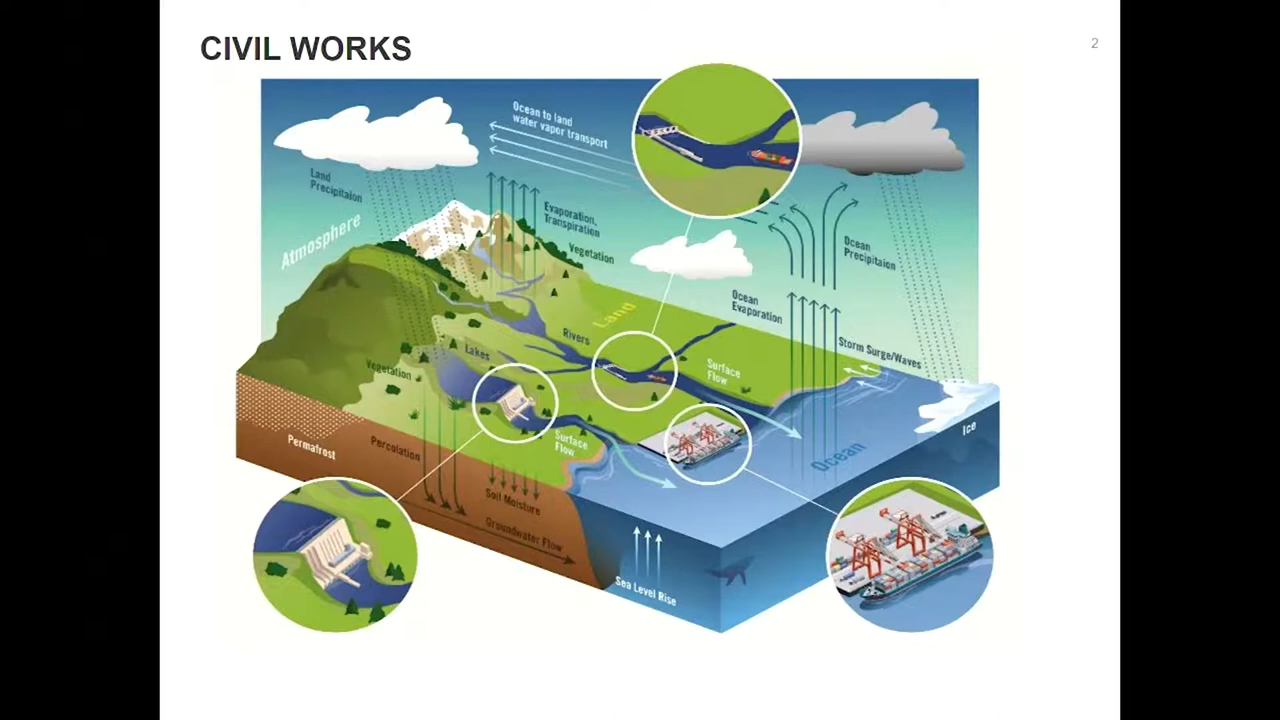 CIVIL WORKS
2
Ocean to land
water vapor transport
Land
Precipitaion
Atmosphere
Evaporation,
Transpiration
Vegetation
Ocean
Precipitaion
Ocean
Evaporation
Land
Rivers
Lakes
Storm Surge/Waves
Surface
Flow
Vegetation
Ice
Ocean
Surface
Flow
Permafrost
Percolation
Soil Moisture
Groundwater Flow
Sea Level Rise